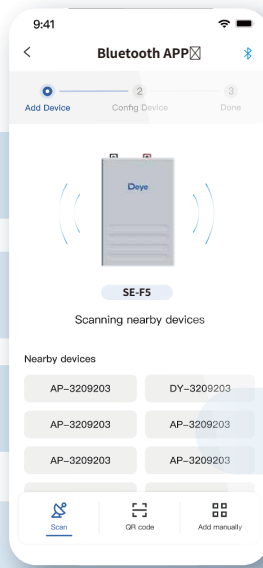 9:41
Bluetooth APP
2
3
Add Device
Config Device
Done
Deye
SE-F5
Scanning nearby devices
Nearby devices
AP-3209203
DY-3209203
AP-3209203
AP-3209203
AP-3209203
AP-3209203
Scan
QR code
Add manually